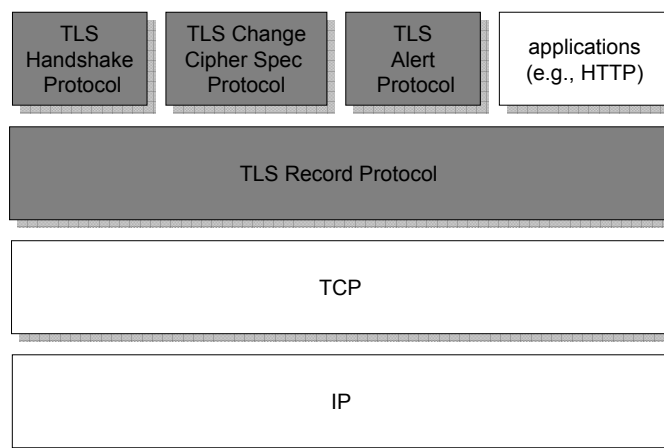 TLS
Handshake
Protocol
TLS Change
Cipher Spec
Protocol
TLS
Alert
Protocol
applications
(e.g., HTTP)
TLS Record Protocol
TCP
IP